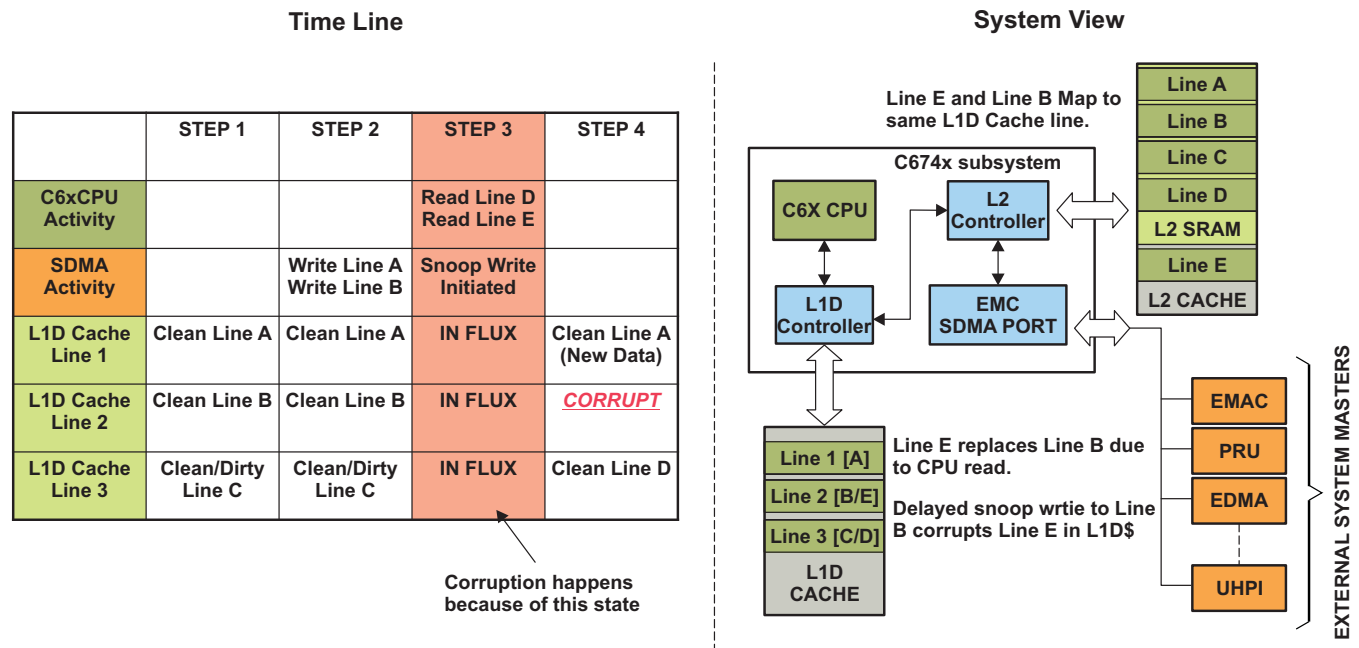 Time Line
STEP 1 STEP 2 STEP 3 STEP 4
C6xCPU
Activity
Read Line D
Read Line E
SDMA
Activity
Write Line A
Write Line B
Snoop Write
Initiated
L1D Cache
Line 1
Clean Line A
Clean Line A
IN FLUX
Clean Line A
(New Data)
L1D Cache
Line 2
Clean Line B
Clean Line B
IN FLUX
CORRUPT
L1D Cache
Line 3
Clean/Dirty
Line C
Clean/Dirty
Line C
IN FLUX
Clean Line D
Corruption happens
because of this state
System View
Line E and Line B Map to
same L1D Cache line.
C674x subsystem
C6X CPU
L2
Controller
L1D
Controller
EMC
SDMA PORT
Line A
Line B
Line C
Line D
L2 SRAM
Line E
L2 CACHE
Line 1 [A]
Line 2 [B/E]
Line 3 [C/D]
L1D
CACHE
Line E replaces Line B due
to CPU read.
Delayed snoop wrtie to Line
B corrupts Line E in L1D$
EMAC
PRU
EDMA
UHPI
EXTERNAL SYSTEM MASTERS